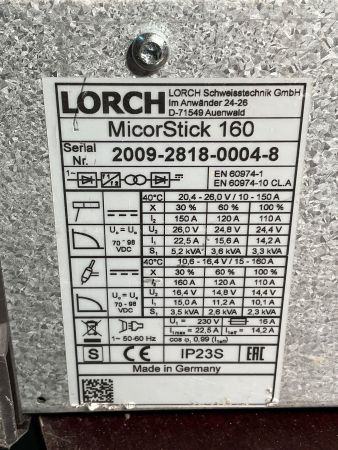 LORCH
LORCH Schweisstechnik GmbH
Im Anwänder 24-26
D-71549 Auenwald
MicorStick 160
Serial Nr. 2009-2818-0004-8
1~
EN 60974-1
EN 60974-10 CL.A
40°C 20,4 - 26,0 V / 10 - 150 A
X 30 % 60 % 100 %
I₂ 150 A 120 A 110 A
U₂ 26,0 V 24,8 V 24,4 V
I₁ 22,5 A 15,6 A 14,2 A
S₁ 5,2 kVA 3,6 kVA 3,3 kVA
70 - 98 VDC
40°C 10,6 - 16,4 V / 15 - 160 A
X 30 % 60 % 100 %
I₂ 160 A 120 A 110 A
U₂ 16,4 V 14,8 V 14,4 V
I₁ 15,0 A 11,2 A 10,1 A
S₁ 3,5 kVA 2,6 kVA 2,3 kVA
70 - 98 VDC
1~ 50-60 Hz
U₁ = 230 V 16 A
I₁max = 22,5 A I₁eff = 14,2 A
cos φ, 0,99
S CE IP23S EAC
Made in Germany